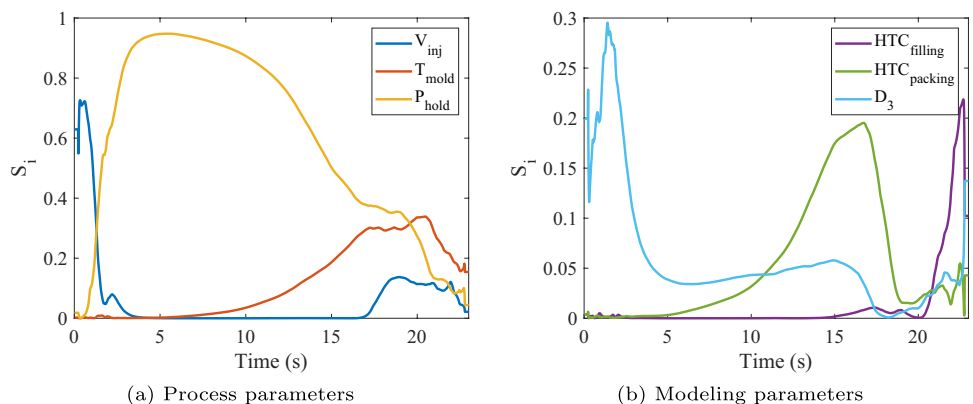 1
0.8
0.6
0.4
0.2
0
S_i
0 5 10 15 20
Time (s)
V_inj
T_mold
P_hold
(a) Process parameters
0.3
0.25
0.2
0.15
0.1
0.05
0
S_i
0 5 10 15 20
Time (s)
HTC_filling
HTC_packing
D_3
(b) Modeling parameters